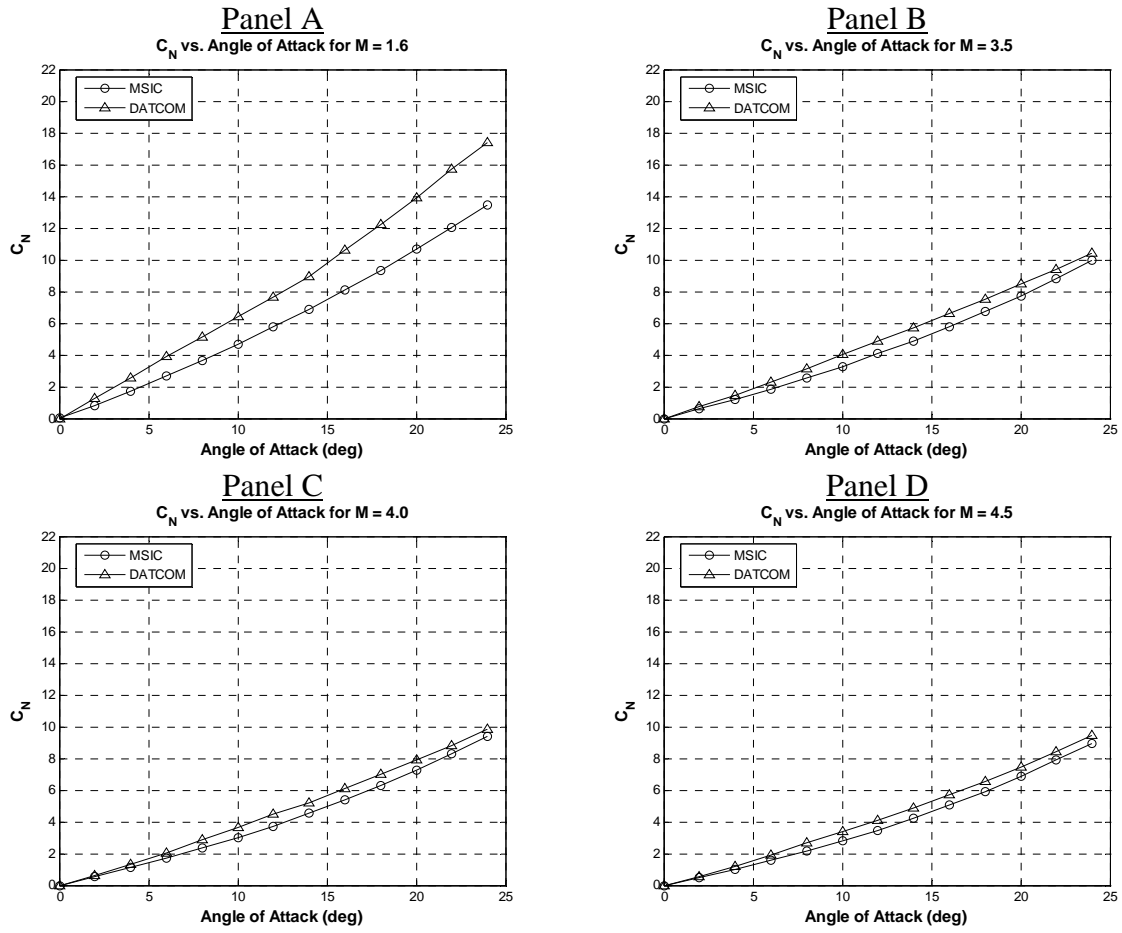 Panel A
C_N vs. Angle of Attack for M = 1.6
22
20
18
16
14
12
10
8
6
4
2
0
C_N
MSIC
DATCOM
0 5 10 15 20 25
Angle of Attack (deg)
Panel B
C_N vs. Angle of Attack for M = 3.5
22
20
18
16
14
12
10
8
6
4
2
0
C_N
MSIC
DATCOM
0 5 10 15 20 25
Angle of Attack (deg)
Panel C
C_N vs. Angle of Attack for M = 4.0
22
20
18
16
14
12
10
8
6
4
2
0
C_N
MSIC
DATCOM
0 5 10 15 20 25
Angle of Attack (deg)
Panel D
C_N vs. Angle of Attack for M = 4.5
22
20
18
16
14
12
10
8
6
4
2
0
C_N
MSIC
DATCOM
0 5 10 15 20 25
Angle of Attack (deg)